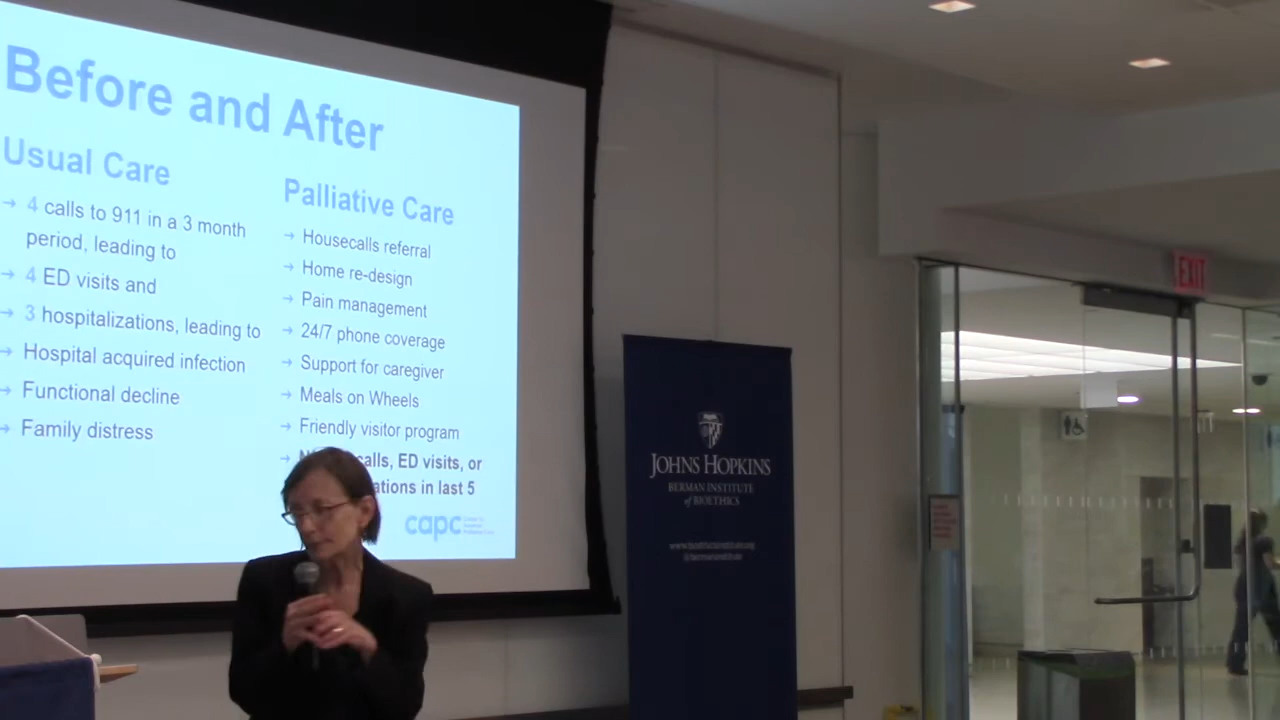 Before and After
Usual Care
→ 4 calls to 911 in a 3 month
period, leading to
→ 4 ED visits and
→ 3 hospitalizations, leading to
→ Hospital acquired infection
→ Functional decline
→ Family distress
Palliative Care
→ Housecalls referral
→ Home re-design
→ Pain management
→ 24/7 phone coverage
→ Support for caregiver
→ Meals on Wheels
→ Friendly visitor program
→ calls, ED visits, or
in last 5
capc
JOHNS HOPKINS
BERMAN INSTITUTE
of BIOETHICS
EXIT